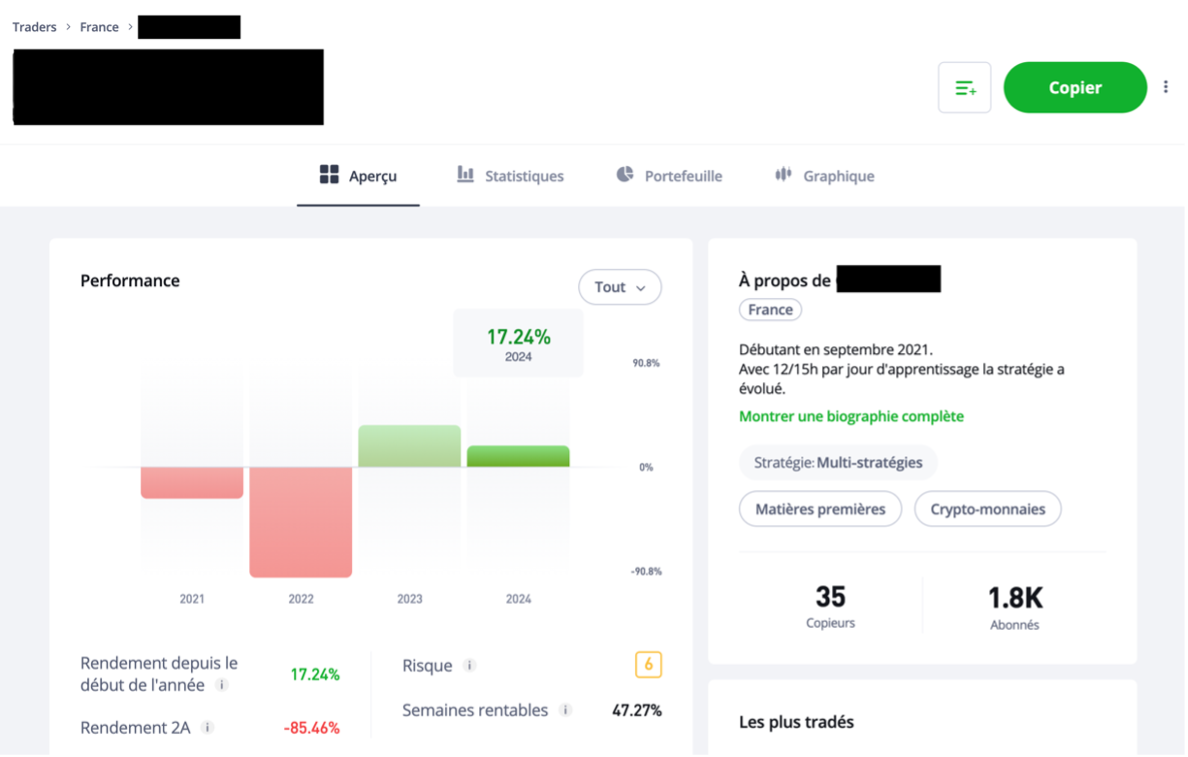 Traders > France >
Copier
Aperçu
Statistiques
Portefeuille
Graphique
Performance
Tout
17.24%
2024
90.8%
0%
-90.8%
2021
2022
2023
2024
Rendement depuis le
début de l'année
17.24%
Rendement 2A
-85.46%
Risque
6
Semaines rentables
47.27%
À propos de
France
Débutant en septembre 2021.
Avec 12/15h par jour d'apprentissage la stratégie a
évolué.
Montrer une biographie complète
Stratégie: Multi-stratégies
Matières premières
Crypto-monnaies
35
Copieurs
1.8K
Abonnés
Les plus tradés